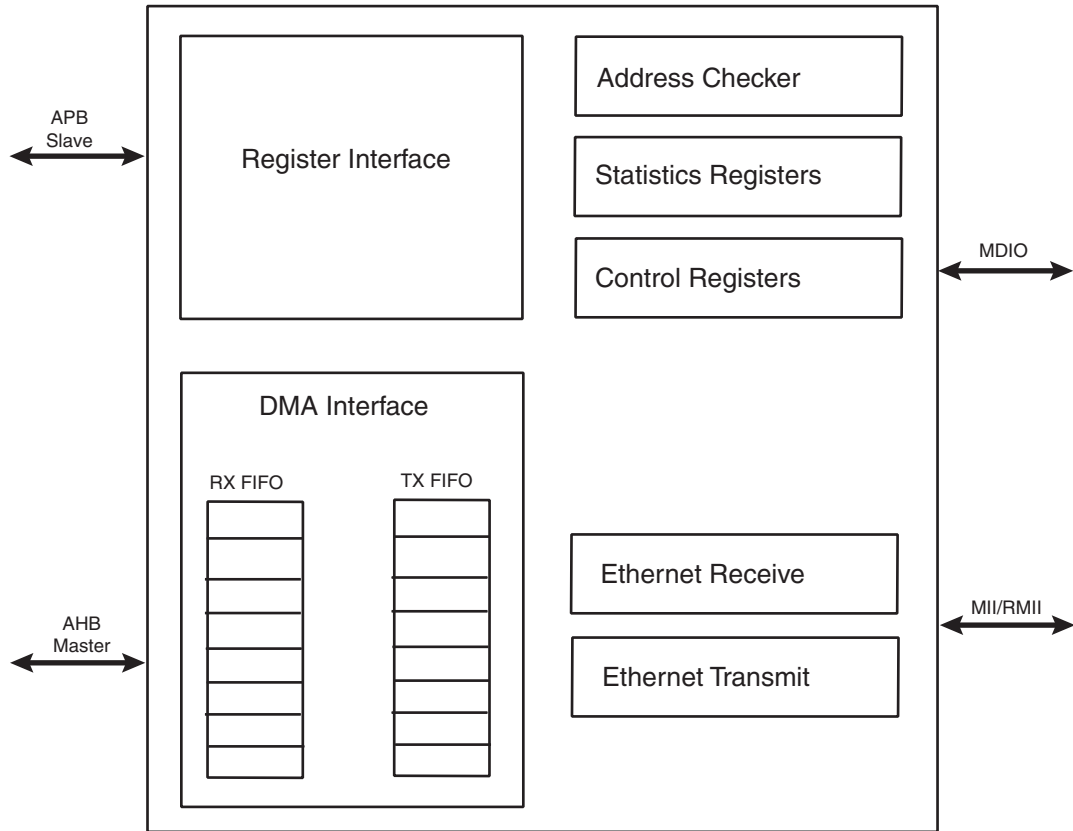 APB
Slave
Register Interface
Address Checker
Statistics Registers
Control Registers
MDIO
DMA Interface
RX FIFO
TX FIFO
AHB
Master
Ethernet Receive
Ethernet Transmit
MII/RMII